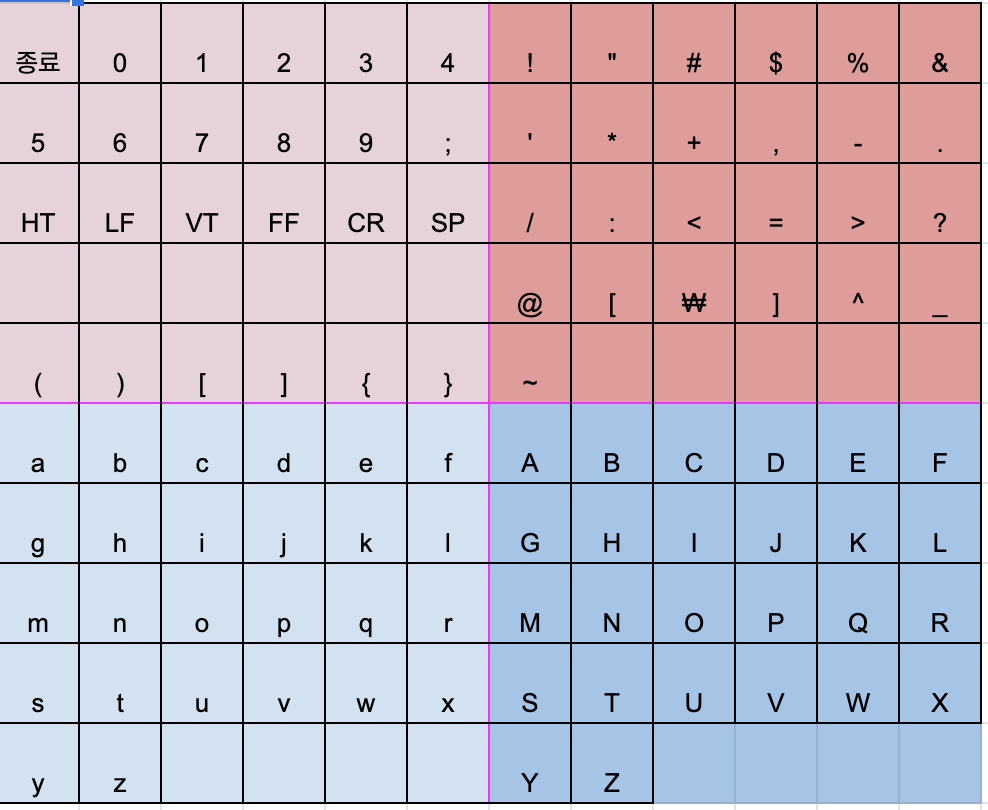 종료 0 1 2 3 4 ! " # $ % &
5 6 7 8 9 ; ' * + , - .
HT LF VT FF CR SP / : < = > ?
@ [ ₩ ] ^ _
( ) [ ] { } ~
a b c d e f A B C D E F
g h i j k l G H I J K L
m n o p q r M N O P Q R
s t u v w x S T U V W X
y z Y Z